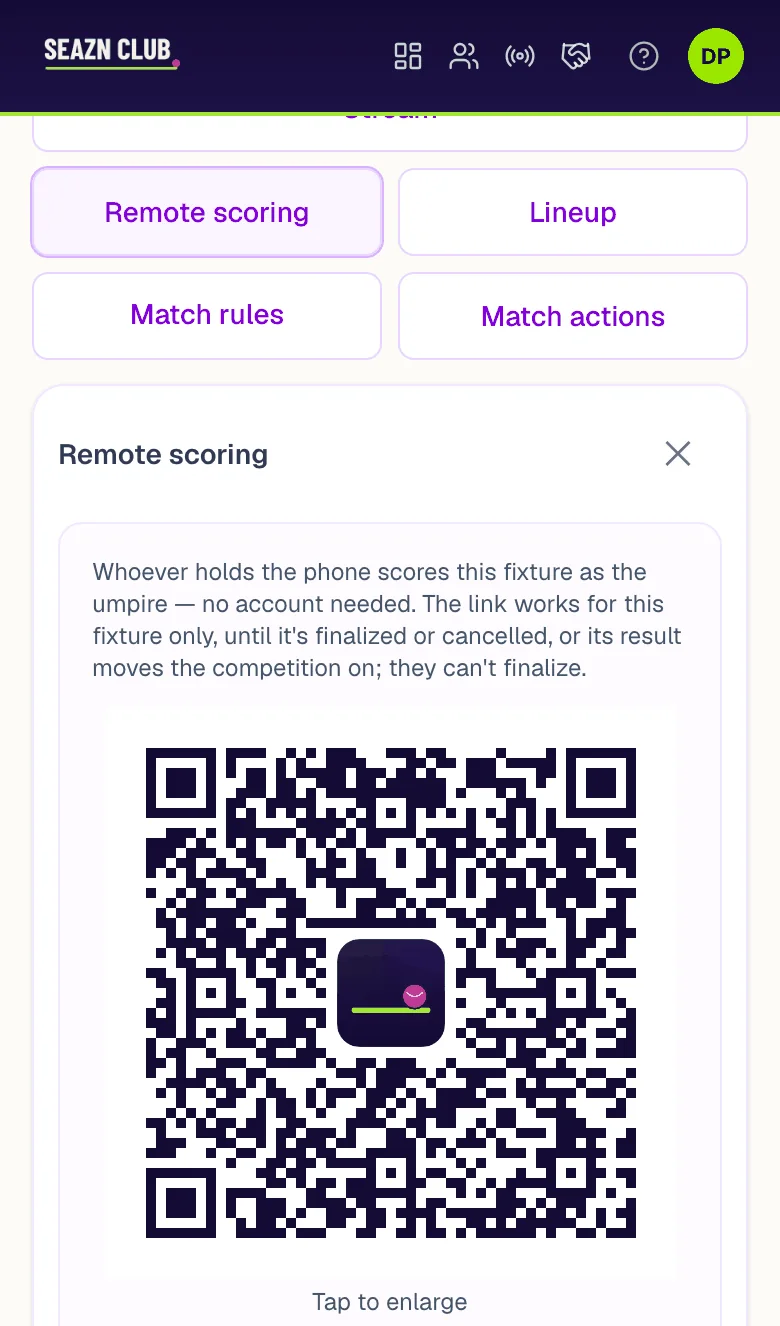 SEAZN CLUB
DP
Stream
Remote scoring
Lineup
Match rules
Match actions
Remote scoring
Whoever holds the phone scores this fixture as the
umpire — no account needed. The link works for this
fixture only, until it's finalized or cancelled, or its result
moves the competition on; they can't finalize.
Tap to enlarge